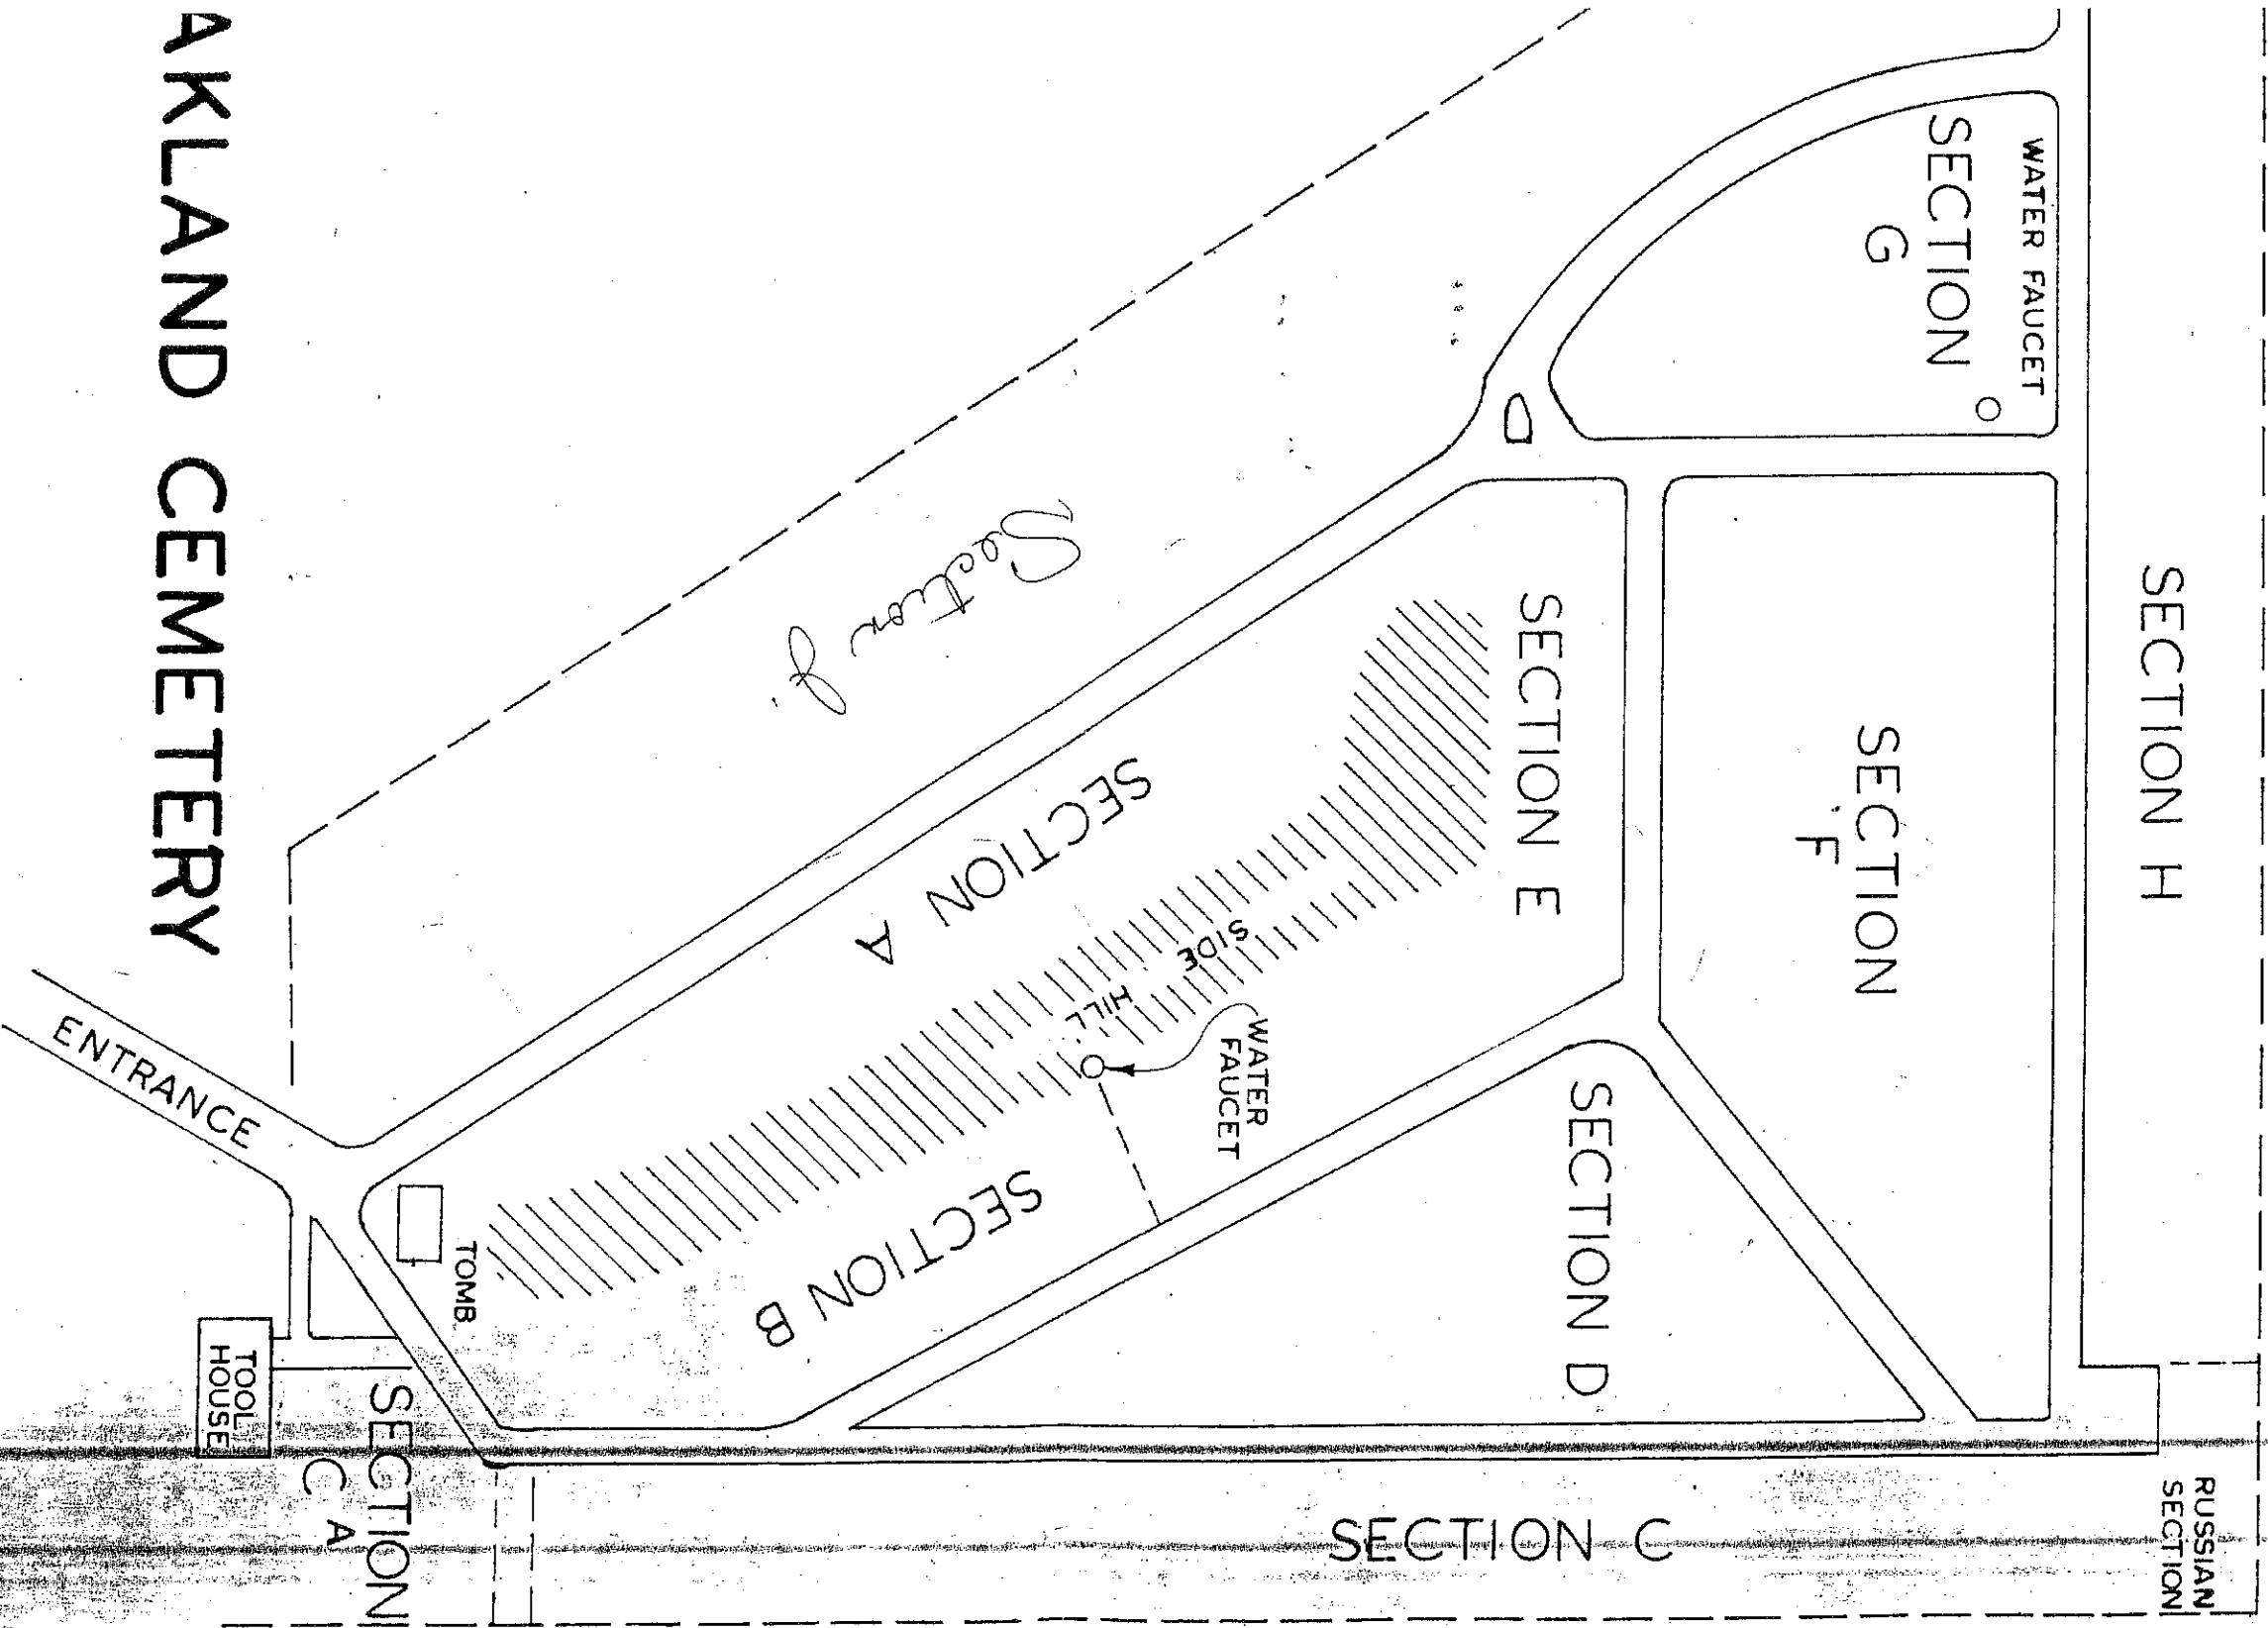 AKLAND CEMETERY
SECTION H
WATER FAUCET
SECTION
G
SECTION
F
SECTION E
Section J.
SECTION A
SIDE HILL
WATER
FAUCET
SECTION B
SECTION D
ENTRANCE
TOMB
TOOL
HOUSE
SECTION
C A
SECTION C
RUSSIAN
SECTION